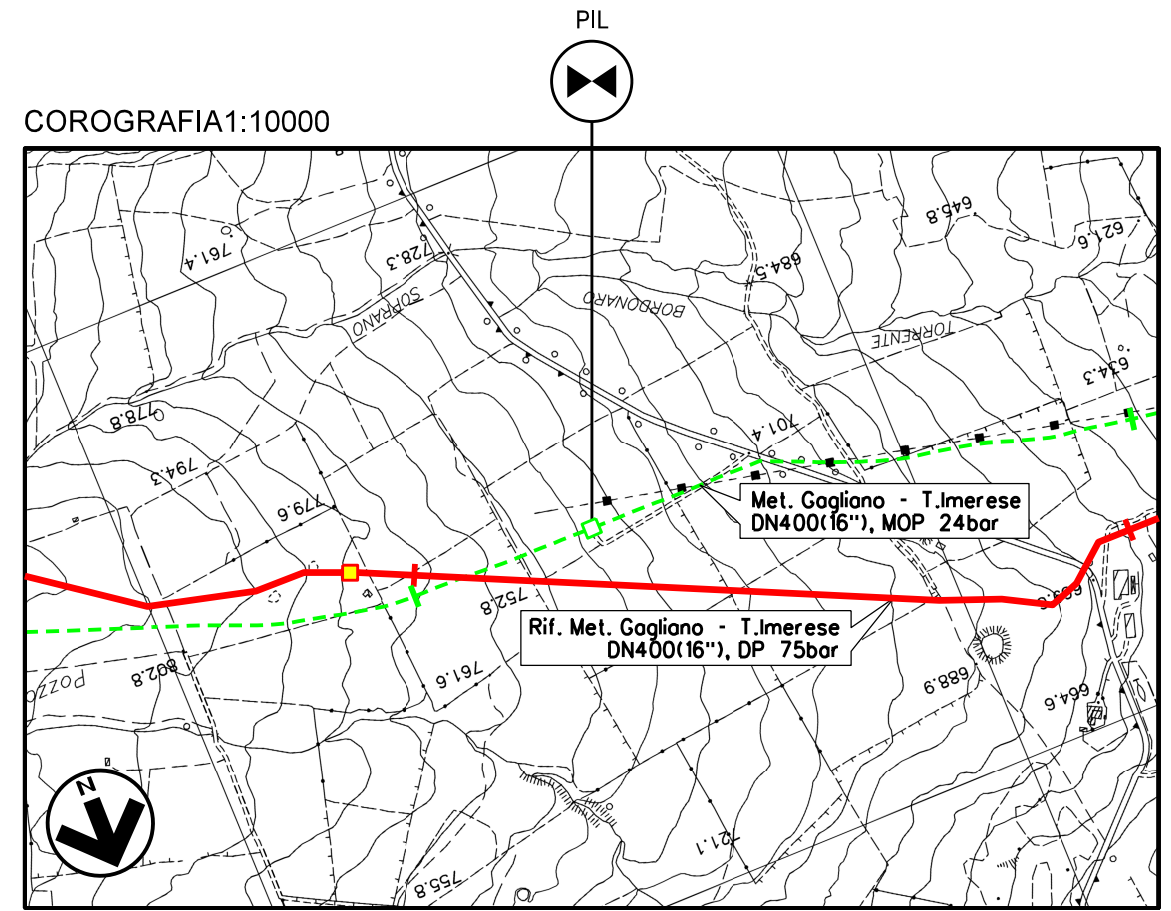 PIL
COROGRAFIA1:10000
645.8
621.6
761.4
728.3
684.5
SOPRANO
BORDONARO
TORRENTE
634.3
778.8
701.4
794.3
779.6
Met. Gagliano - T.Imerese
DN400(16"), MOP 24bar
752.8
Rif. Met. Gagliano - T.Imerese
DN400(16"), DP 75bar
POZZO
802.8
761.6
688.9
664.6
N
721.1
755.8